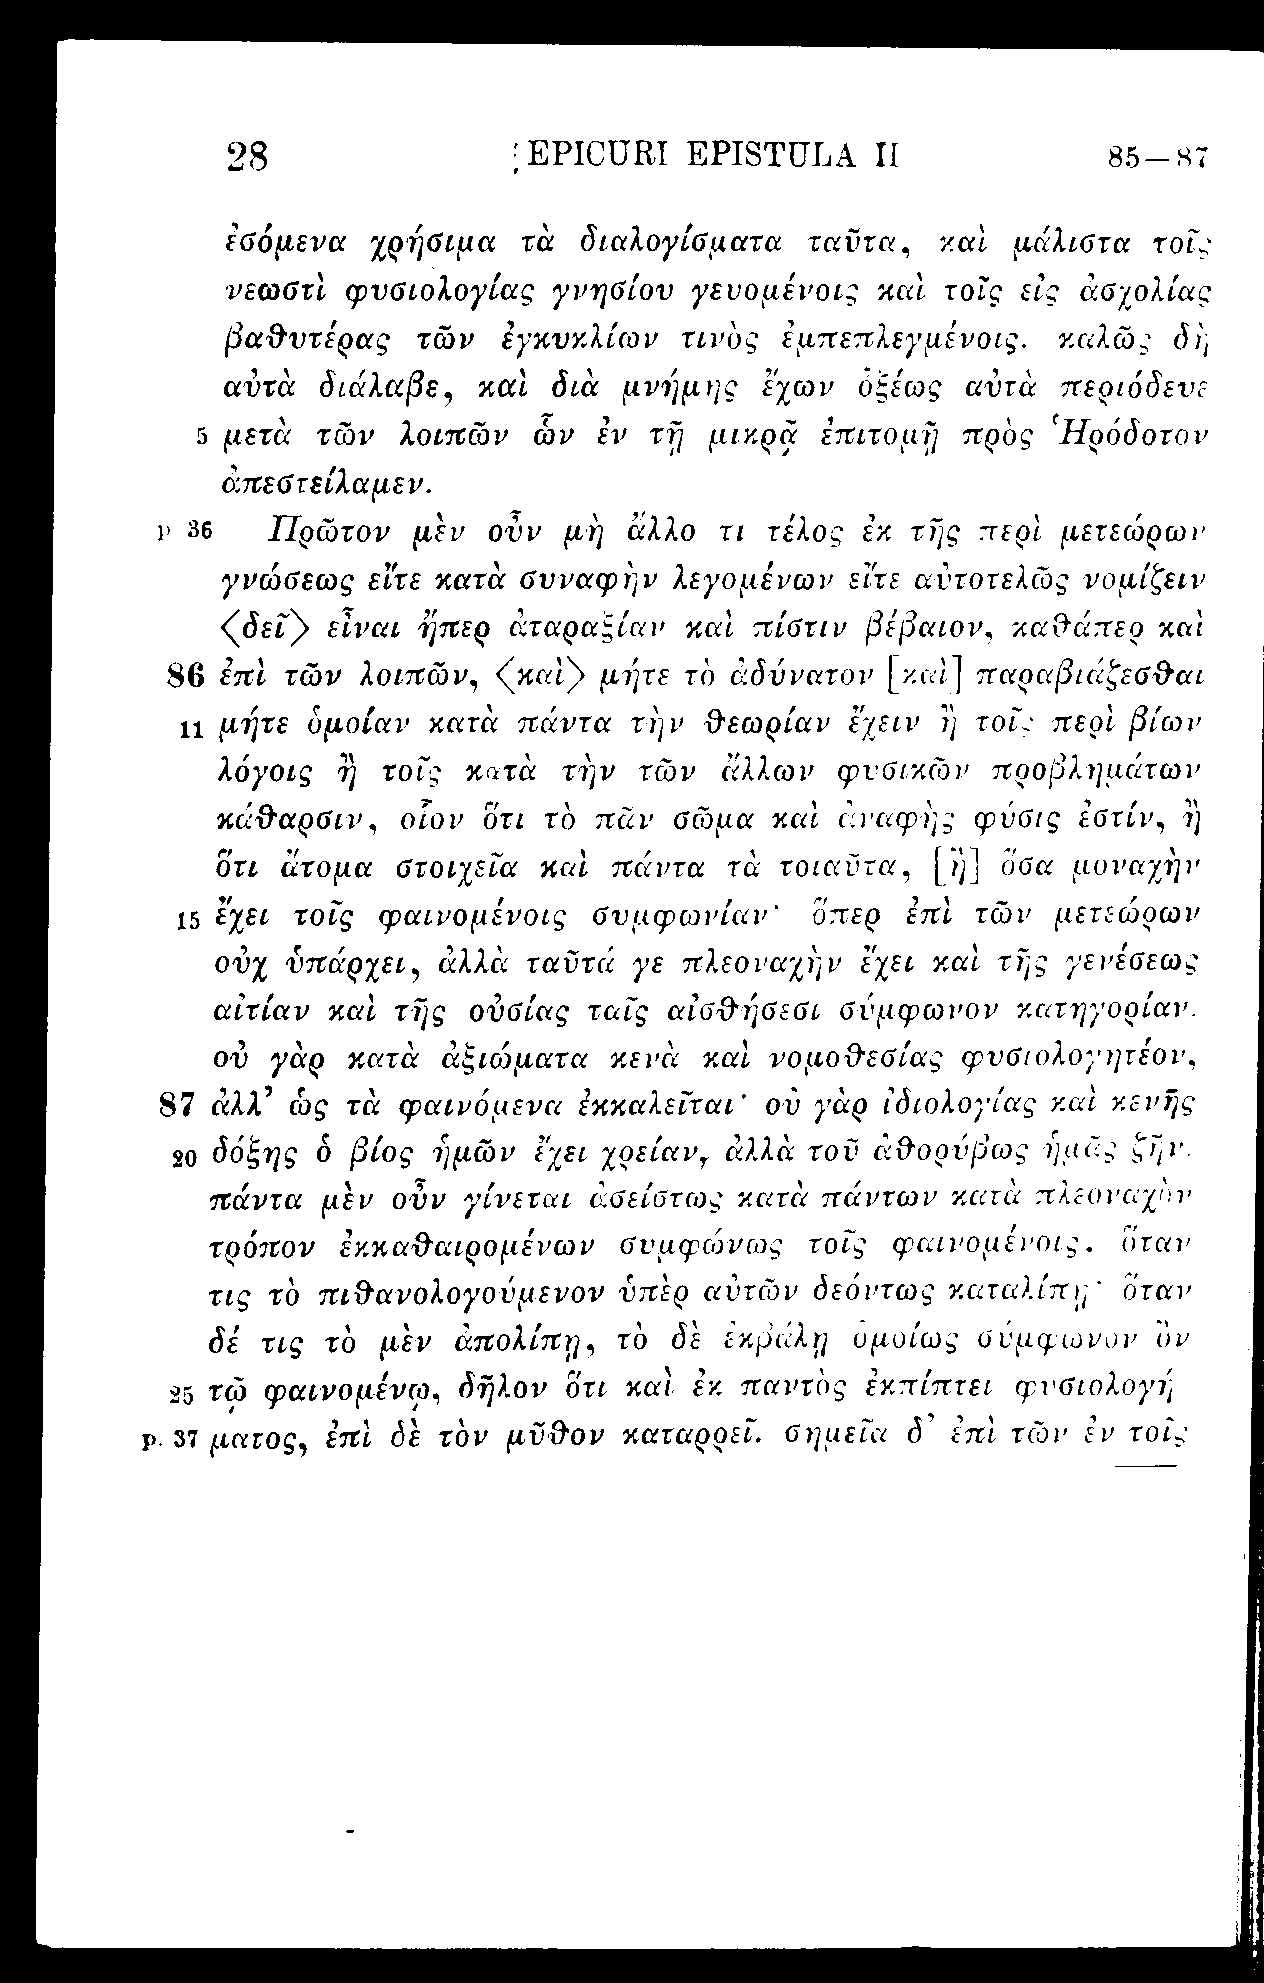 28 EPICURI EPISTULA II 85—87
ἐσόμενα χρήσιμα τὰ διαλογίσματα ταῦτα, καὶ μάλιστα τοῖς
νεωστὶ φυσιολογίας γνησίου γευομένοις καὶ τοῖς εἰς ἀσχολίας
βαθυτέρας τῶν ἐγκυκλίων τινὸς ἐμπεπλεγμένοις. καλῶς δὴ
αὐτὰ διάλαβε, καὶ διὰ μνήμης ἔχων ὀξέως αὐτὰ περιόδευε
5 μετὰ τῶν λοιπῶν ὧν ἐν τῇ μικρᾷ ἐπιτομῇ πρὸς Ἡρόδοτον
ἀπεστείλαμεν.
p 36 Πρῶτον μὲν οὖν μὴ ἄλλο τι τέλος ἐκ τῆς περὶ μετεώρων
γνώσεως εἴτε κατὰ συναφὴν λεγομένων εἴτε αὐτοτελῶς νομίζειν
⟨δεῖ⟩ εἶναι ἤπερ ἀταραξίαν καὶ πίστιν βέβαιον, καθάπερ καὶ
86 ἐπὶ τῶν λοιπῶν, ⟨καὶ⟩ μήτε τὸ ἀδύνατον [καὶ] παραβιάζεσθαι
11 μήτε ὁμοίαν κατὰ πάντα τὴν θεωρίαν ἔχειν ἢ τοῖς περὶ βίων
λόγοις ἢ τοῖς κατὰ τὴν τῶν ἄλλων φυσικῶν προβλημάτων
κάθαρσιν, οἷον ὅτι τὸ πᾶν σῶμα καὶ ἀναφὴς φύσις ἐστίν, ἢ
ὅτι ἄτομα στοιχεῖα καὶ πάντα τὰ τοιαῦτα, [ἢ] ὅσα μοναχὴν
15 ἔχει τοῖς φαινομένοις συμφωνίαν· ὅπερ ἐπὶ τῶν μετεώρων
οὐχ ὑπάρχει, ἀλλὰ ταῦτά γε πλεοναχὴν ἔχει καὶ τῆς γενέσεως
αἰτίαν καὶ τῆς οὐσίας ταῖς αἰσθήσεσι σύμφωνον κατηγορίαν.
οὐ γὰρ κατὰ ἀξιώματα κενὰ καὶ νομοθεσίας φυσιολογητέον,
87 ἀλλ’ ὡς τὰ φαινόμενα ἐκκαλεῖται· οὐ γὰρ ἰδιολογίας καὶ κενῆς
20 δόξης ὁ βίος ἡμῶν ἔχει χρείαν, ἀλλὰ τοῦ ἀθορύβως ἡμᾶς ζῆν.
πάντα μὲν οὖν γίνεται ἀσείστως κατὰ πάντων κατὰ πλεοναχὸν
τρόπον ἐκκαθαιρομένων συμφώνως τοῖς φαινομένοις. ὅταν
τις τὸ πιθανολογούμενον ὑπὲρ αὐτῶν δεόντως καταλίπῃ· ὅταν
δέ τις τὸ μὲν ἀπολίπῃ, τὸ δὲ ἐκβάλῃ ὁμοίως σύμφωνον ὂν
25 τῷ φαινομένῳ, δῆλον ὅτι καὶ ἐκ παντὸς ἐκπίπτει φυσιολογή
p. 37 ματος, ἐπὶ δὲ τὸν μῦθον καταρρεῖ. σημεῖα δ’ ἐπὶ τῶν ἐν τοῖς